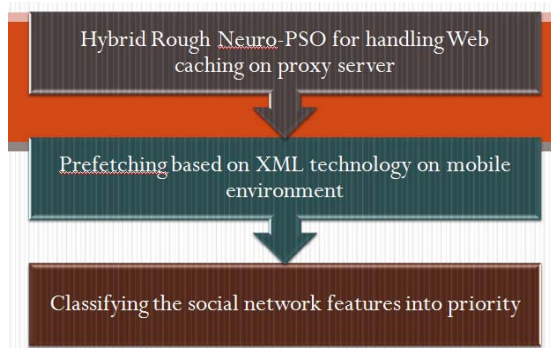 Hybrid Rough Neuro-PSO for handling Web
caching on proxy server
Prefetching based on XML technology on mobile
environment
Classifying the social network features into priority